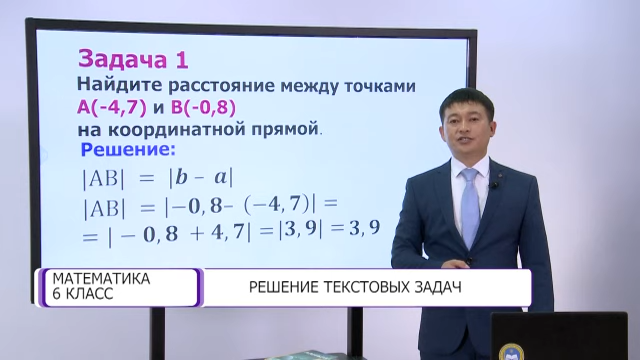 Задача 1
Найдите расстояние между точками
A(-4,7) и B(-0,8)
на координатной прямой.
Решение:
|AB| = |b - a|
|AB| = |-0,8- (-4,7)| =
= | - 0,8 + 4,7| = |3,9| = 3,9
МАТЕМАТИКА
6 КЛАСС
РЕШЕНИЕ ТЕКСТОВЫХ ЗАДАЧ